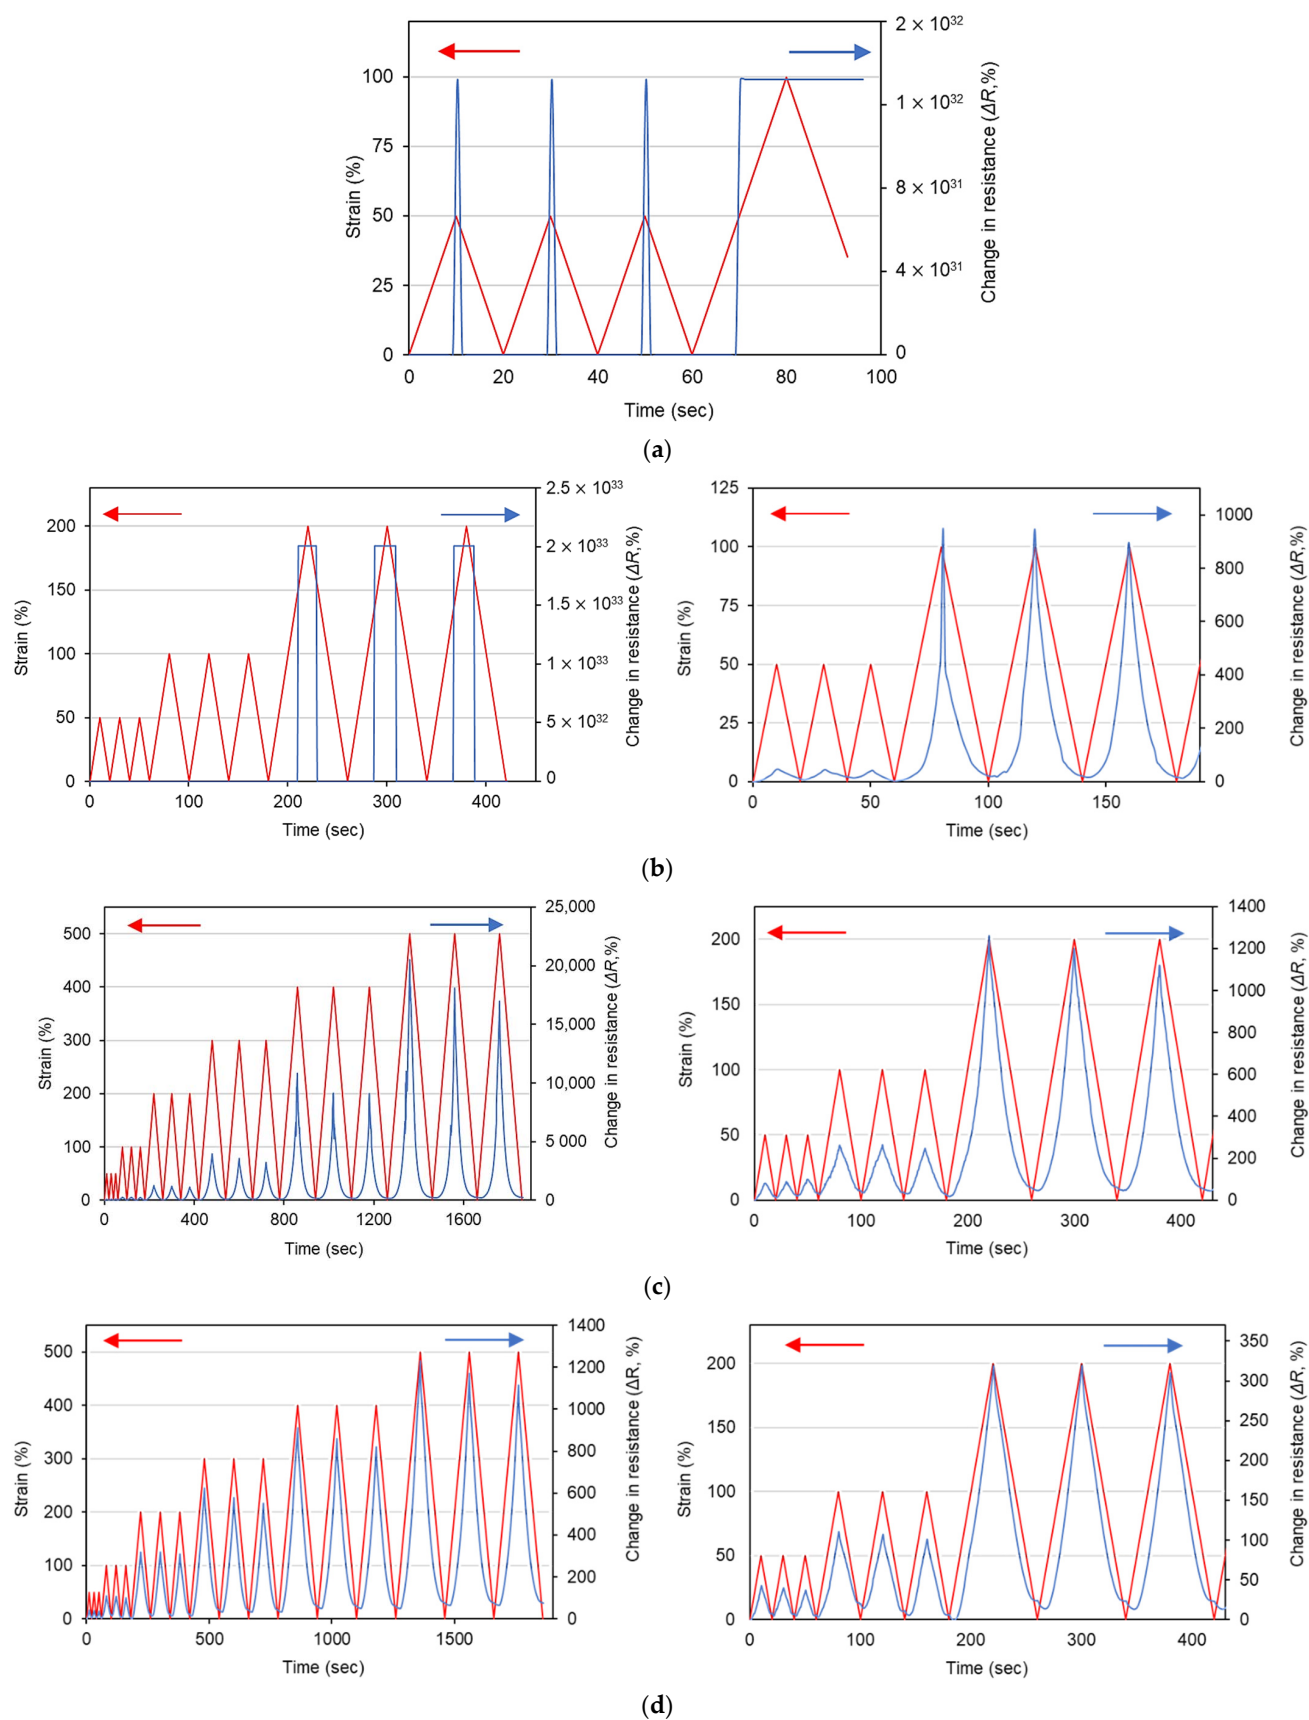 2 × 10³²
100
1 × 10³²
75
8 × 10³¹
50
4 × 10³¹
25
0
0
0 20 40 60 80 100
Strain (%)
Change in resistance (ΔR,%)
Time (sec)
(a)
2.5 × 10³³
200
2 × 10³³
150
1.5 × 10³³
100
1 × 10³³
50
5 × 10³²
0
0
0 100 200 300 400
Strain (%)
Change in resistance (ΔR,%)
Time (sec)
125
1000
100
800
75
600
50
400
25
200
0
0
0 50 100 150
Strain (%)
Change in resistance (ΔR,%)
Time (sec)
(b)
25,000
500
20,000
400
15,000
300
10,000
200
5 000
100
0
0
0 400 800 1200 1600
Strain (%)
Change in resistance (ΔR,%)
Time (sec)
1400
200
1200
1000
150
800
100
600
400
50
200
0
0
0 100 200 300 400
Strain (%)
Change in resistance (ΔR, %)
Time (sec)
(c)
1400
500
1200
400
1000
300
800
600
200
400
100
200
0
0
0 500 1000 1500
Strain (%)
Change in resistance (ΔR, %)
Time (sec)
350
200
300
250
150
200
100
150
100
50
50
0
0
0 100 200 300 400
Strain (%)
Change in resistance (ΔR, %)
Time (sec)
(d)